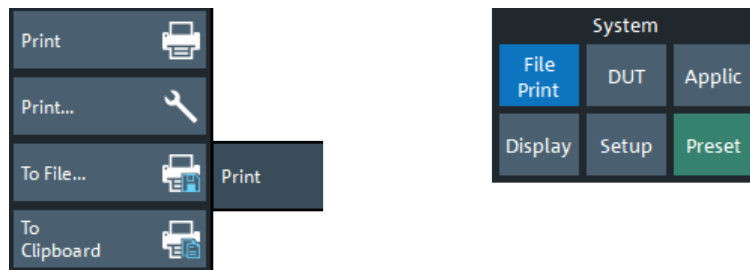 Print
Print...
To File...
To
Clipboard
Print
System
File
Print
DUT
Applic
Display
Setup
Preset